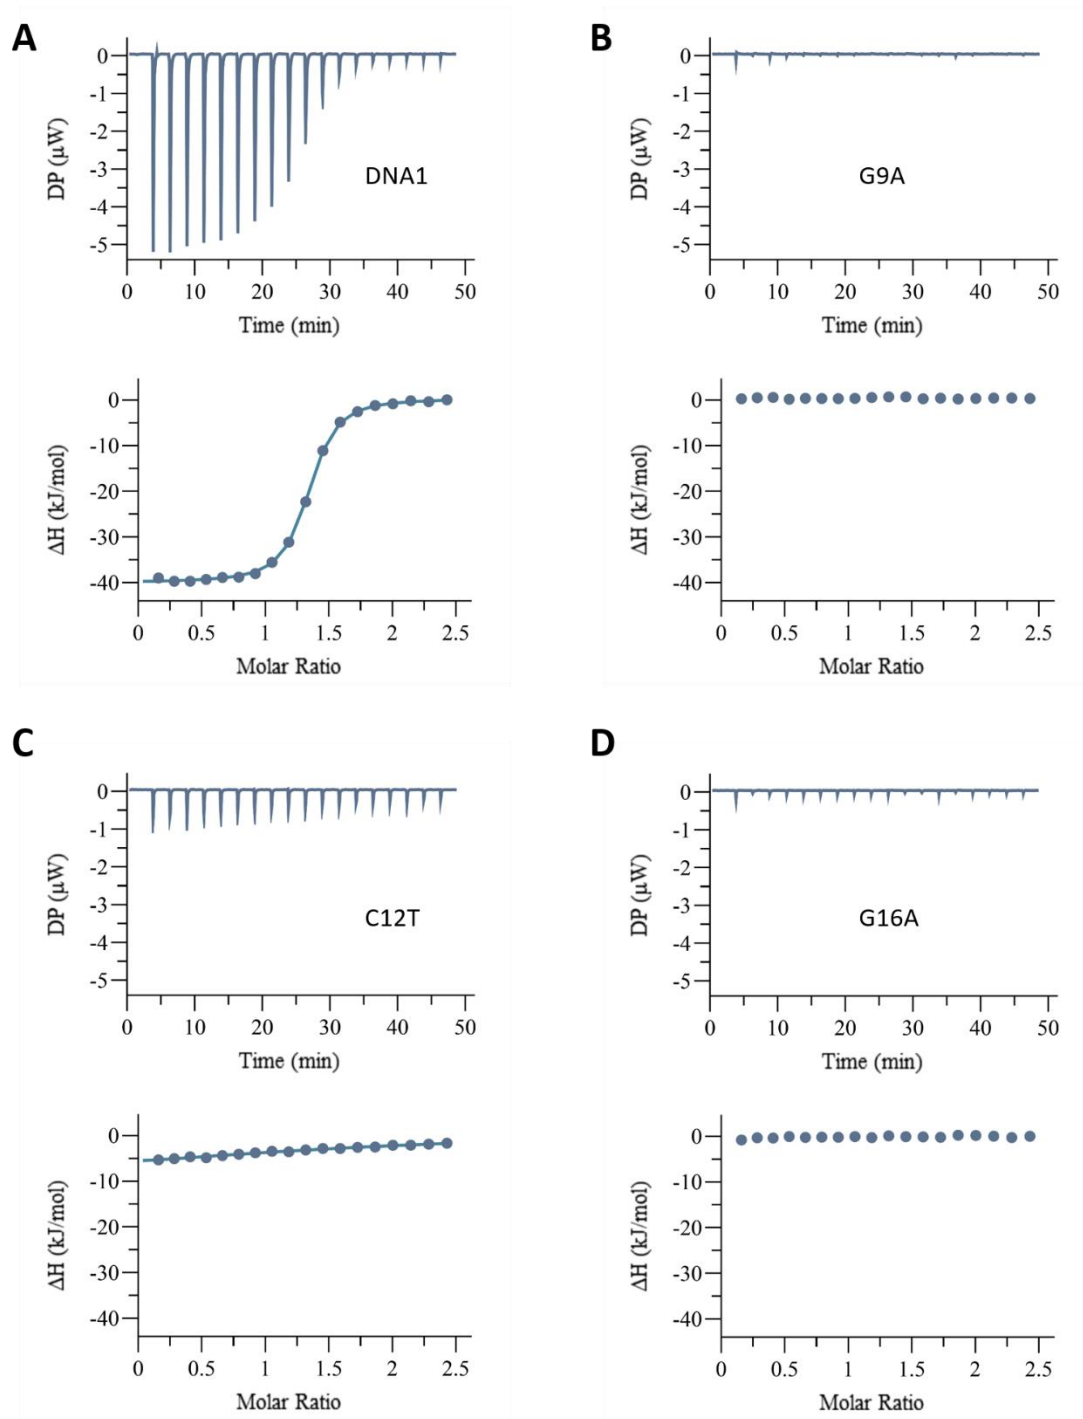 A
0
-1
-2
-3
-4
-5
DP (µW)
DNA1
0 10 20 30 40 50
Time (min)
0
-10
-20
-30
-40
ΔH (kJ/mol)
0 0.5 1 1.5 2 2.5
Molar Ratio
B
0
-1
-2
-3
-4
-5
DP (µW)
G9A
0 10 20 30 40 50
Time (min)
0
-10
-20
-30
-40
ΔH (kJ/mol)
0 0.5 1 1.5 2 2.5
Molar Ratio
C
0
-1
-2
-3
-4
-5
DP (µW)
C12T
0 10 20 30 40 50
Time (min)
0
-10
-20
-30
-40
ΔH (kJ/mol)
0 0.5 1 1.5 2 2.5
Molar Ratio
D
0
-1
-2
-3
-4
-5
DP (µW)
G16A
0 10 20 30 40 50
Time (min)
0
-10
-20
-30
-40
ΔH (kJ/mol)
0 0.5 1 1.5 2 2.5
Molar Ratio